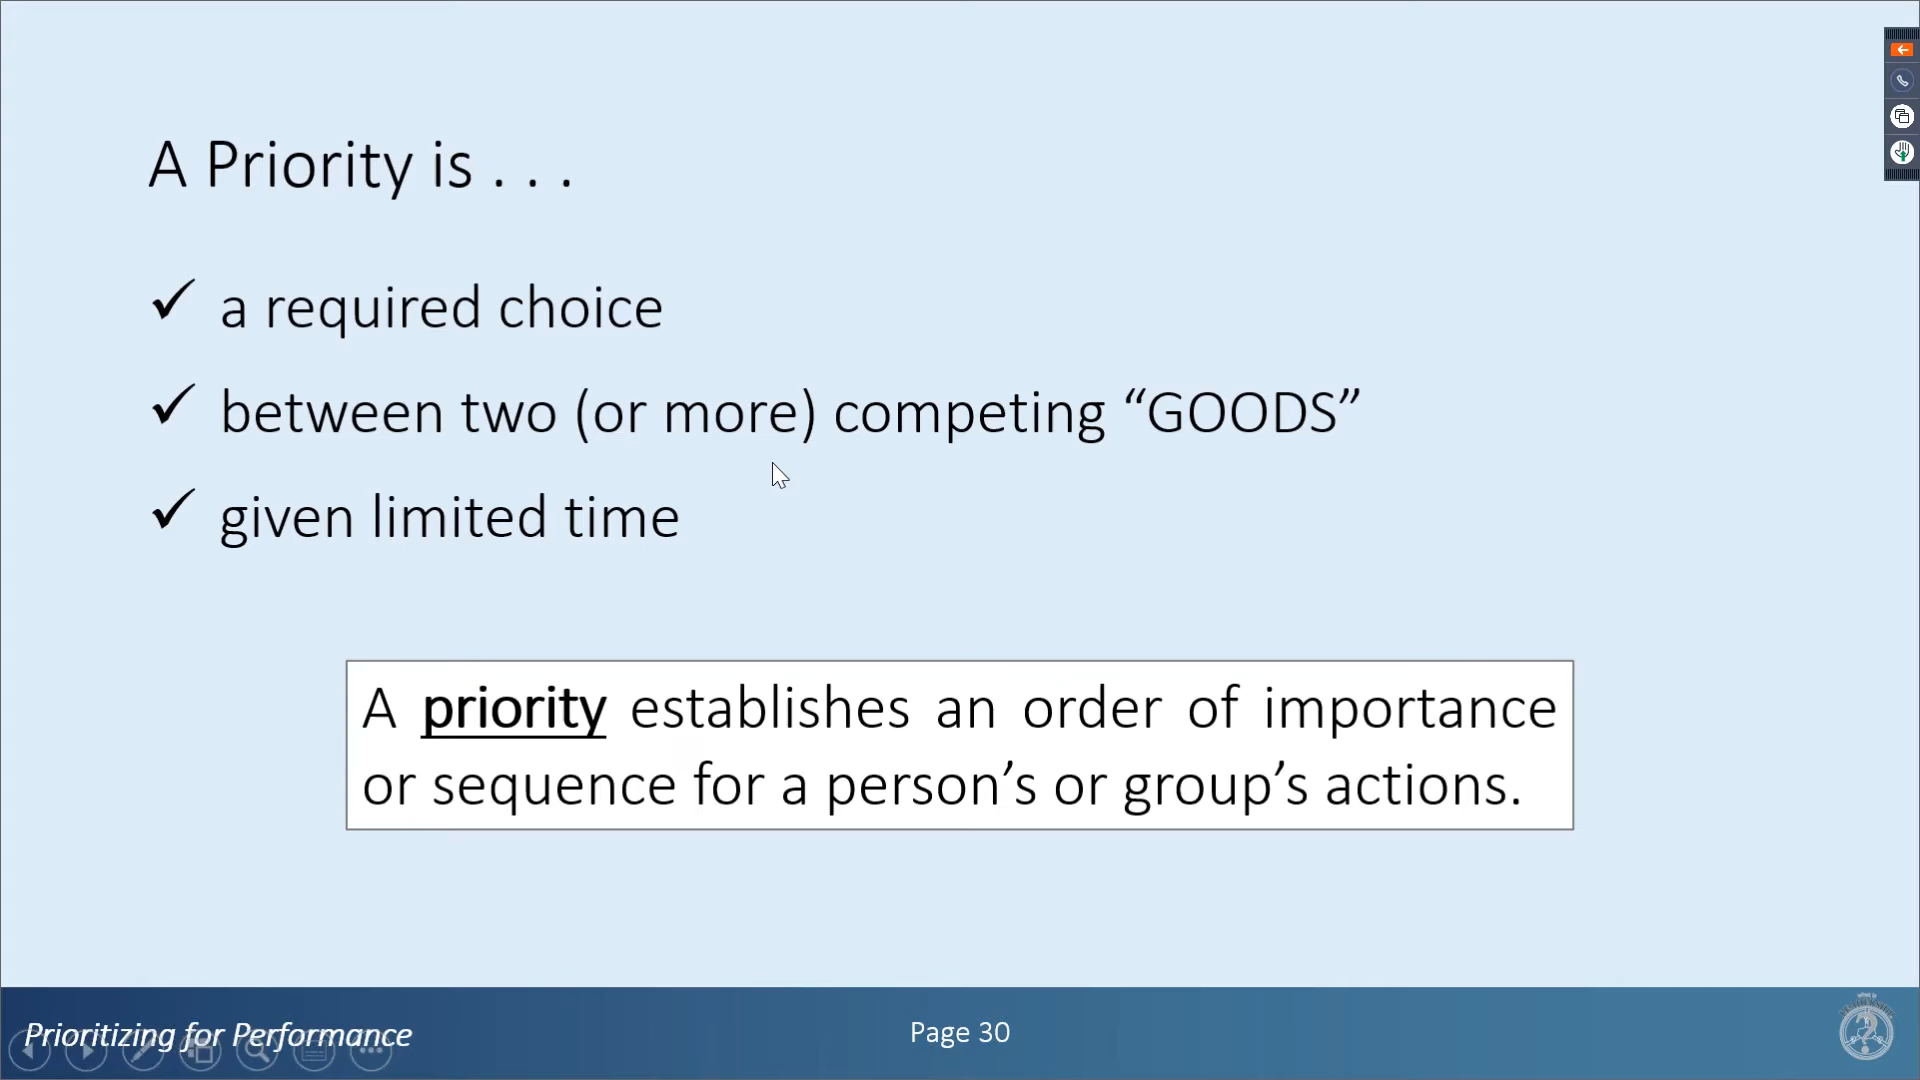 A Priority is . . .
✓ a required choice
✓ between two (or more) competing “GOODS”
✓ given limited time
A priority establishes an order of importance
or sequence for a person’s or group’s actions.
Prioritizing for Performance
Page 30